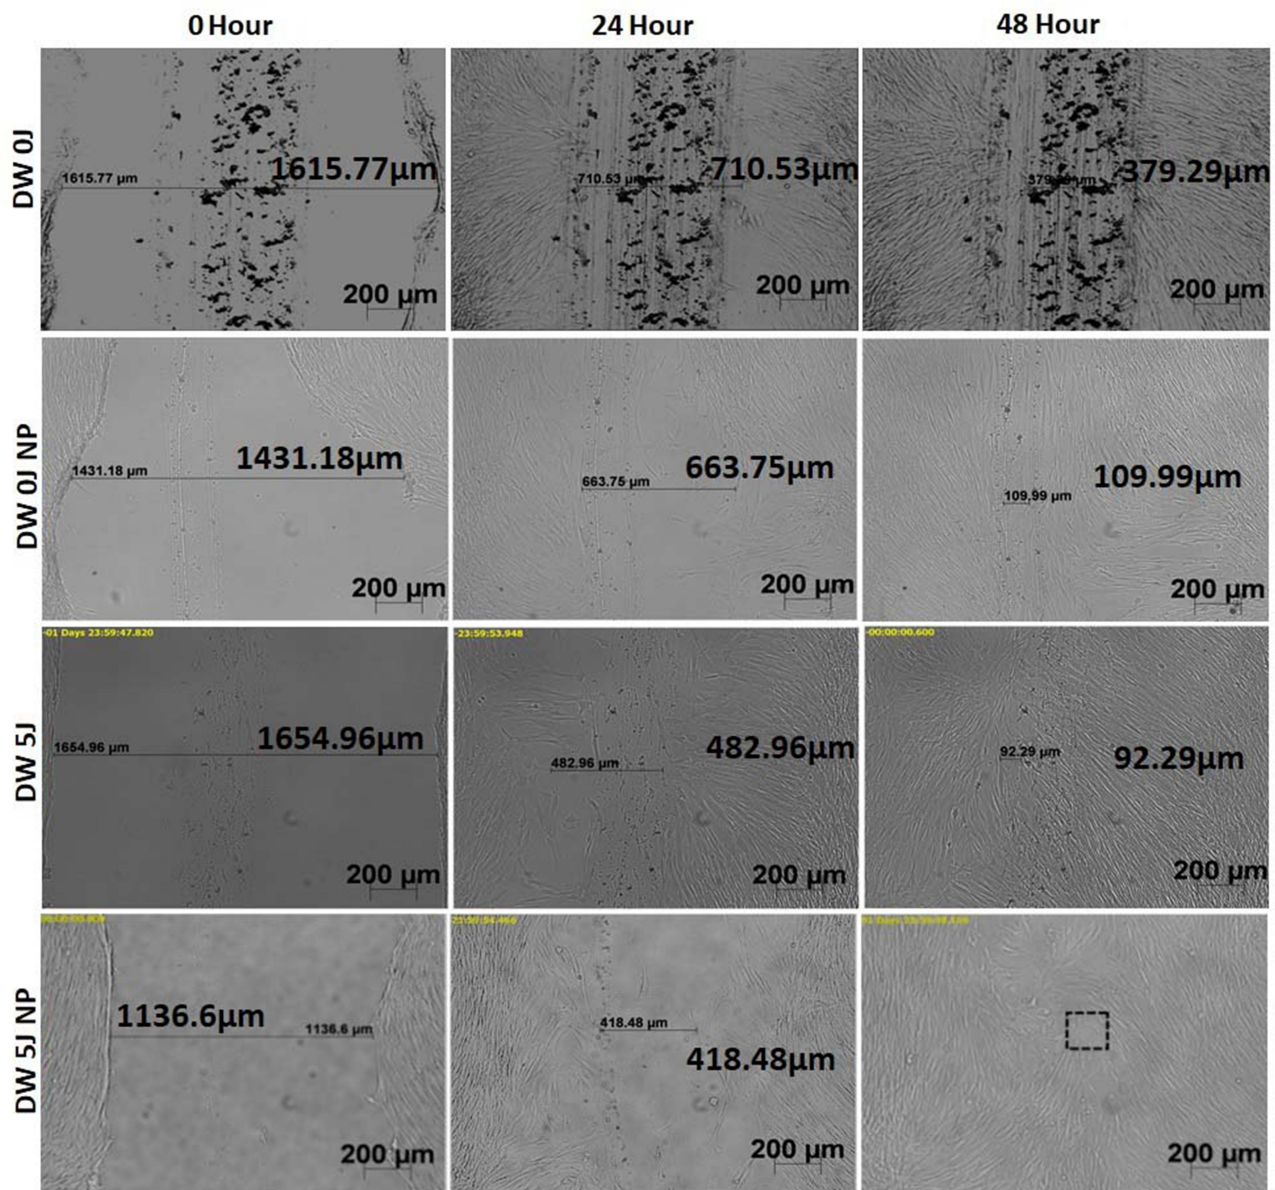 0 Hour
24 Hour
48 Hour
DW 0J
1615.77 µm
1615.77µm
200 µm
710.53 µm
710.53µm
200 µm
379.29µm
200 µm
DW 0J NP
1431.18 µm
1431.18µm
200 µm
663.75 µm
663.75µm
200 µm
109.99 µm
109.99µm
200 µm
DW 5J
-01 Days 23:59:47.820
1654.96 µm
1654.96µm
200 µm
-23:59:53.948
482.96 µm
482.96µm
200 µm
-00:00:00.600
92.29 µm
92.29µm
200 µm
DW 5J NP
1136.6µm
1136.6 µm
200 µm
418.48 µm
418.48µm
200 µm
200 µm